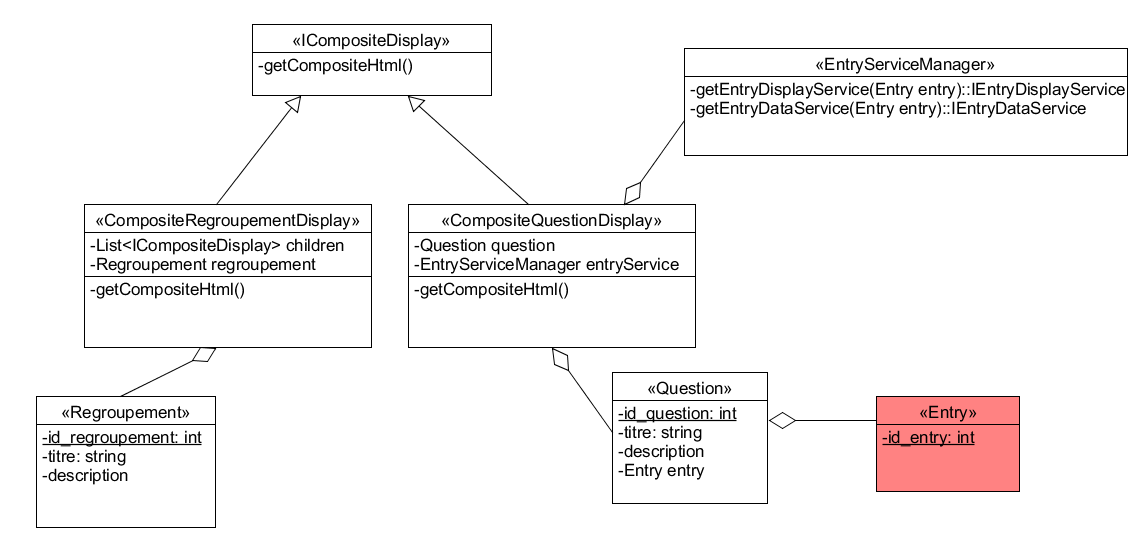 «ICompositeDisplay»
-getCompositeHtml()
«EntryServiceManager»
-getEntryDisplayService(Entry entry)::IEntryDisplayService
-getEntryDataService(Entry entry)::IEntryDataService
«CompositeRegroupementDisplay»
-List<ICompositeDisplay> children
-Regroupement regroupement
-getCompositeHtml()
«CompositeQuestionDisplay»
-Question question
-EntryServiceManager entryService
-getCompositeHtml()
«Regroupement»
-id_regroupement: int
-titre: string
-description
«Question»
-id_question: int
-titre: string
-description
-Entry entry
«Entry»
-id_entry: int